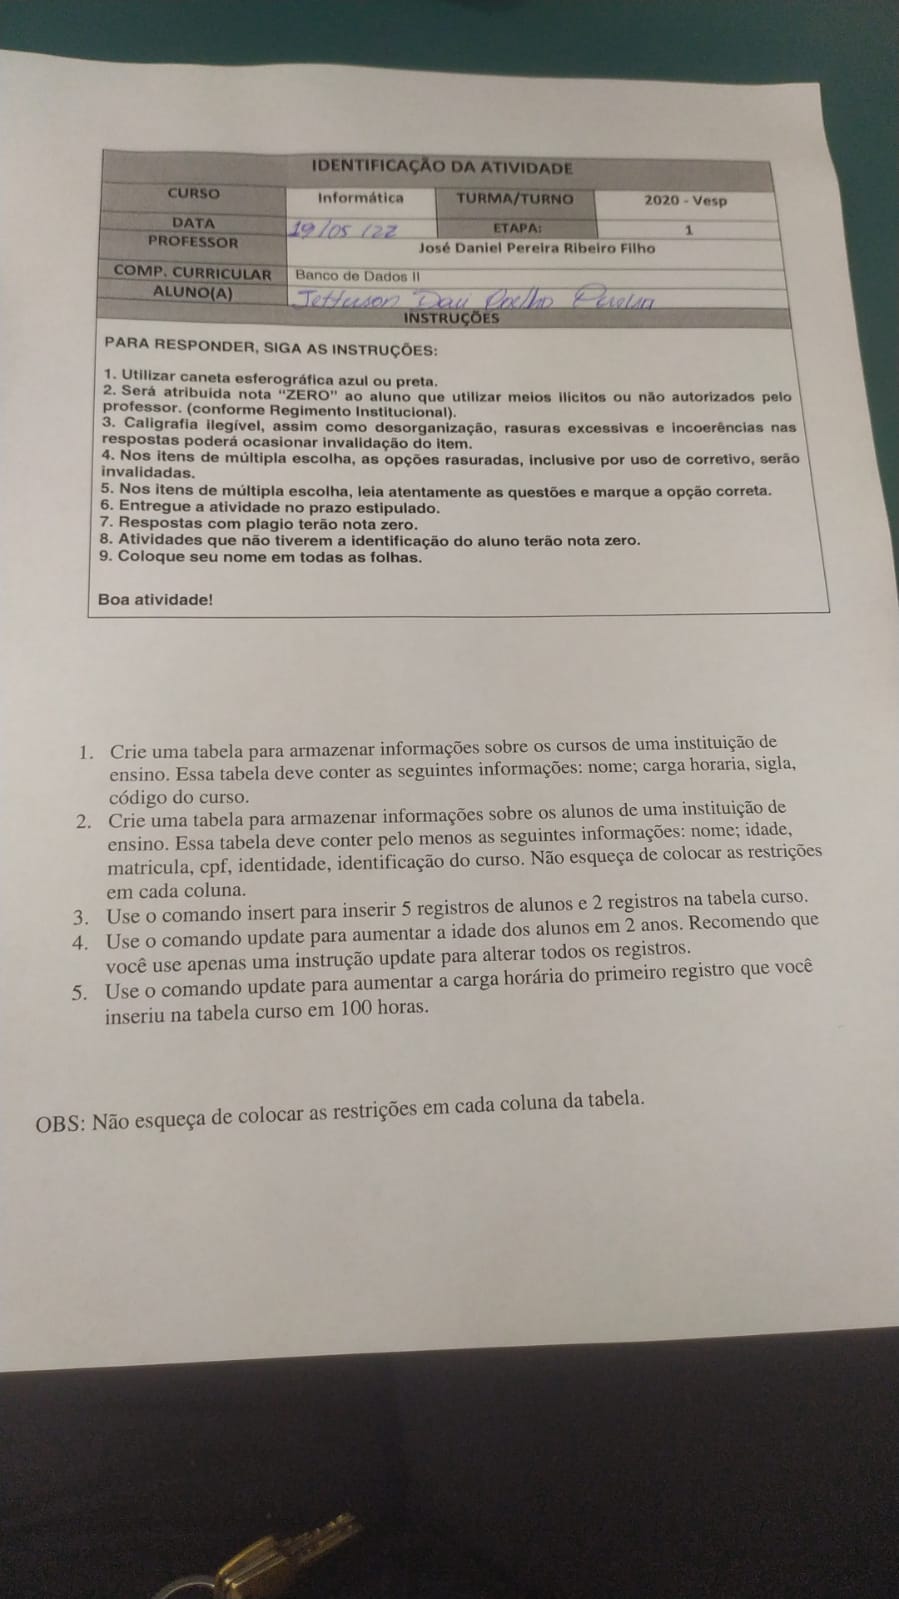 IDENTIFICAÇÃO DA ATIVIDADE
CURSO Informática TURMA/TURNO 2020 - Vesp
DATA 19/05/22 ETAPA: 1
PROFESSOR José Daniel Pereira Ribeiro Filho
COMP. CURRICULAR Banco de Dados II
ALUNO(A) Jefferson Davi Coelho
INSTRUÇÕES
PARA RESPONDER, SIGA AS INSTRUÇÕES:
1. Utilizar caneta esferográfica azul ou preta.
2. Será atribuida nota “ZERO” ao aluno que utilizar meios ilícitos ou não autorizados pelo
professor. (conforme Regimento Institucional).
3. Caligrafia ilegível, assim como desorganização, rasuras excessivas e incoerências nas
respostas poderá ocasionar invalidação do item.
4. Nos itens de múltipla escolha, as opções rasuradas, inclusive por uso de corretivo, serão
invalidadas.
5. Nos itens de múltipla escolha, leia atentamente as questões e marque a opção correta.
6. Entregue a atividade no prazo estipulado.
7. Respostas com plagio terão nota zero.
8. Atividades que não tiverem a identificação do aluno terão nota zero.
9. Coloque seu nome em todas as folhas.
Boa atividade!
1. Crie uma tabela para armazenar informações sobre os cursos de uma instituição de
ensino. Essa tabela deve conter as seguintes informações: nome; carga horaria, sigla,
código do curso.
2. Crie uma tabela para armazenar informações sobre os alunos de uma instituição de
ensino. Essa tabela deve conter pelo menos as seguintes informações: nome; idade,
matricula, cpf, identidade, identificação do curso. Não esqueça de colocar as restrições
em cada coluna.
3. Use o comando insert para inserir 5 registros de alunos e 2 registros na tabela curso.
4. Use o comando update para aumentar a idade dos alunos em 2 anos. Recomendo que
você use apenas uma instrução update para alterar todos os registros.
5. Use o comando update para aumentar a carga horária do primeiro registro que você
inseriu na tabela curso em 100 horas.
OBS: Não esqueça de colocar as restrições em cada coluna da tabela.